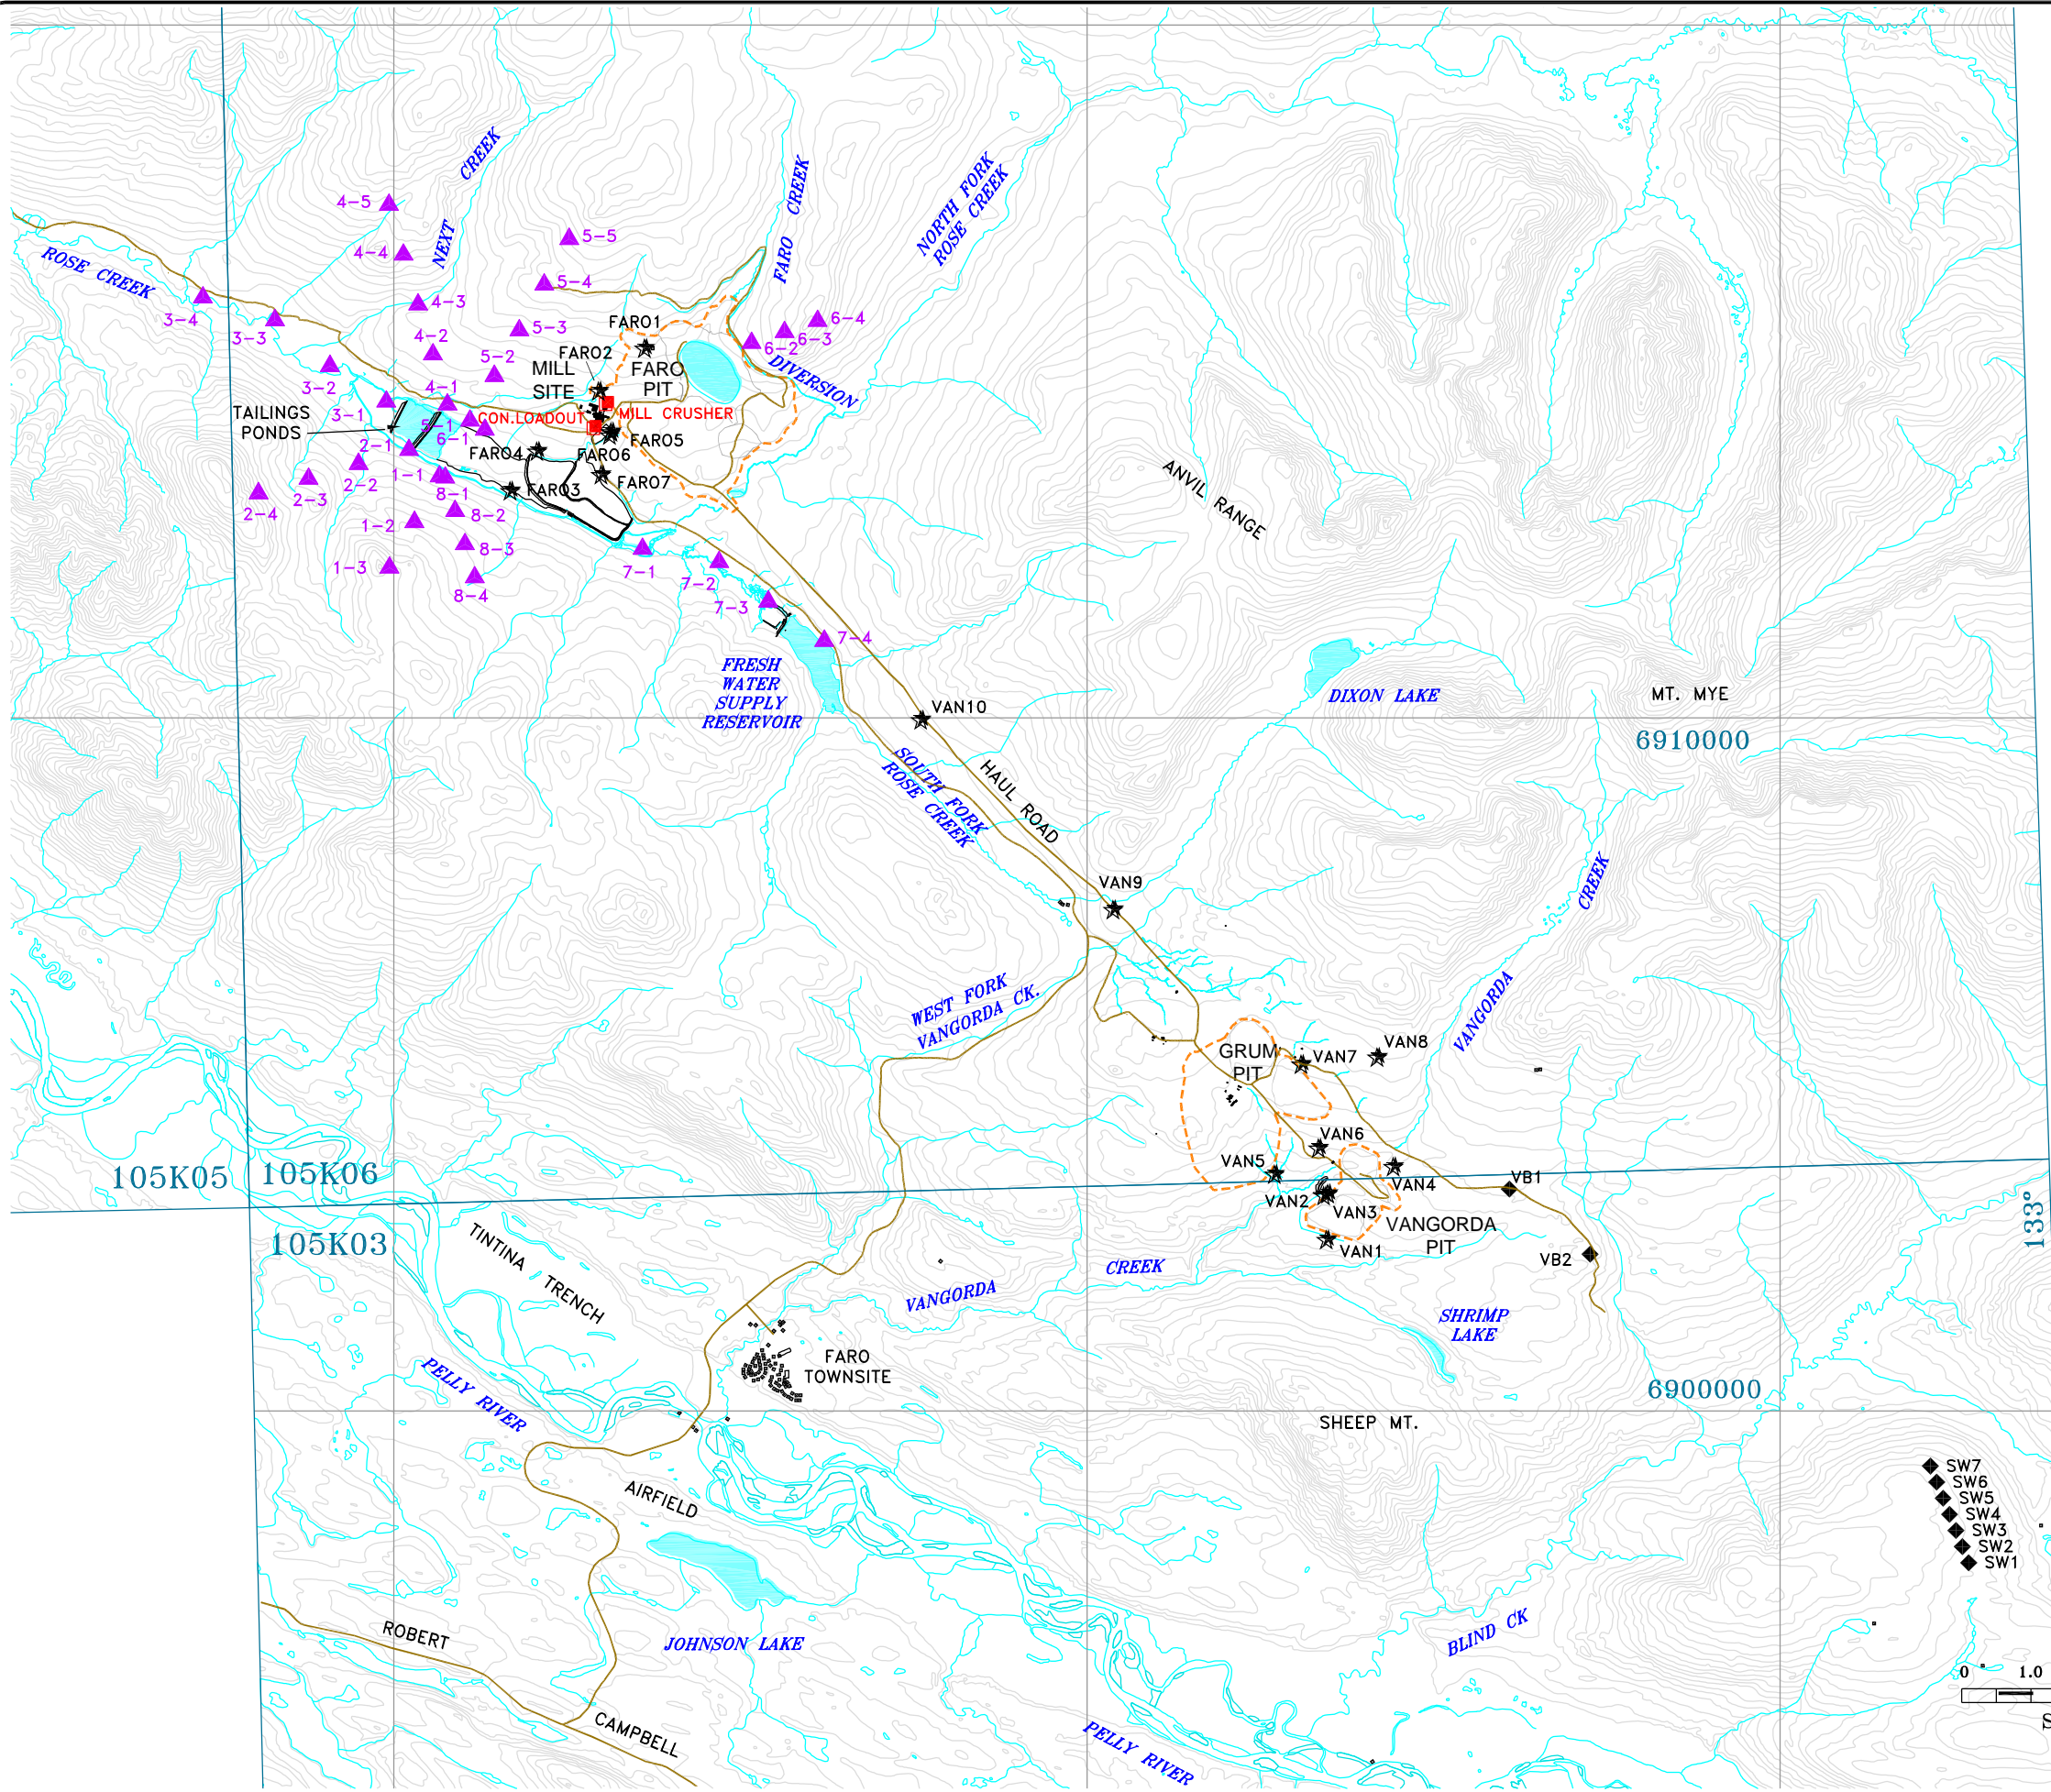 4-5
NEXT
CREEK
FARO
CREEK
NORTH FORK
ROSE CREEK
5-5
4-4
ROSE CREEK
5-4
3-4
3-3
4-3
4-2
5-3
5-2
FARO1
FARO2
6-4
6-3
6-2
DIVERSION
MILL
SITE
FARO
PIT
3-2
4-1
3-1
TAILINGS
PONDS
CON.LOADOUT
MILL CRUSHER
5-1
6-1
2-1
FARO4
FARO5
FARO6
FARO7
FARO3
2-4
2-3
2-2
1-1
8-1
8-2
1-2
8-3
1-3
8-4
7-1
7-2
7-3
7-4
ANVIL RANGE
FRESH
WATER
SUPPLY
RESERVOIR
DIXON LAKE
MT. MYE
VAN10
6910000
SOUTH FORK
ROSE CREEK
HAUL ROAD
VAN9
CREEK
VANGORDA
WEST FORK
VANGORDA CK.
GRUM
PIT
VAN7
VAN8
VAN6
VAN5
VAN4
VAN2
VAN3
VB1
VANGORDA
PIT
VAN1
VB2
105K05
105K06
105K03
133°
TINTINA
TRENCH
VANGORDA
CREEK
SHRIMP
LAKE
FARO
TOWNSITE
PELLY RIVER
6900000
SHEEP MT.
AIRFIELD
SW7
SW6
SW5
SW4
SW3
SW2
SW1
ROBERT
CAMPBELL
JOHNSON LAKE
BLIND CK
PELLY RIVER
0
1.0
S